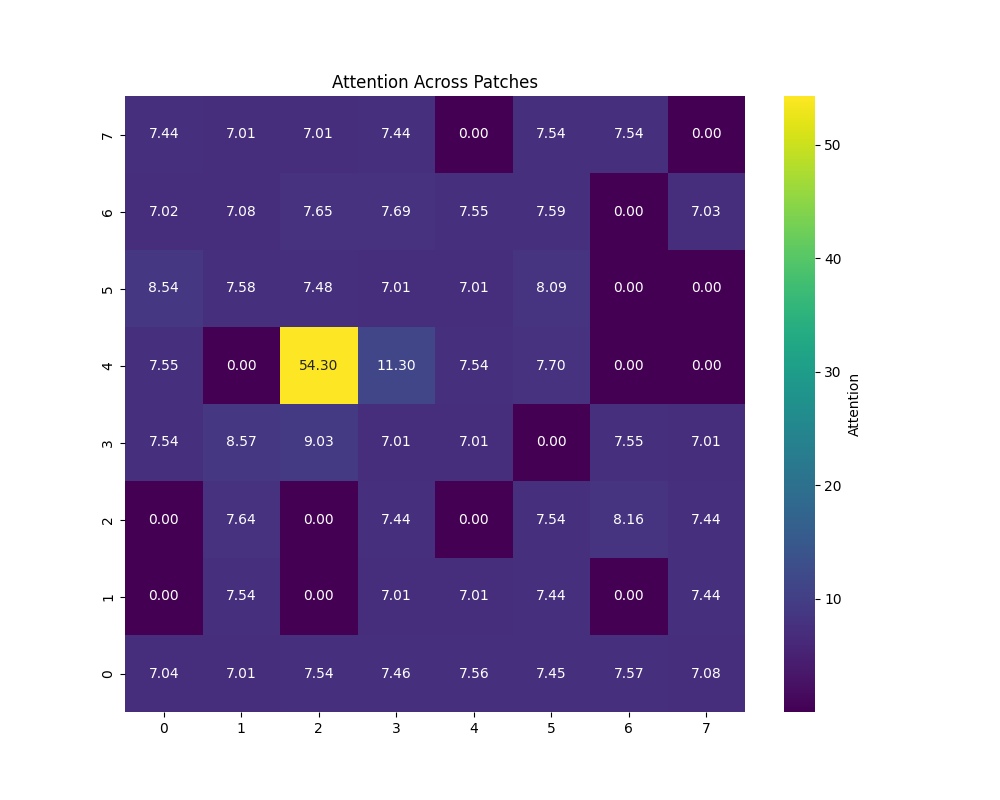 Attention Across Patches
7 7.44 7.01 7.01 7.44 0.00 7.54 7.54 0.00
6 7.02 7.08 7.65 7.69 7.55 7.59 0.00 7.03
5 8.54 7.58 7.48 7.01 7.01 8.09 0.00 0.00
4 7.55 0.00 54.30 11.30 7.54 7.70 0.00 0.00
3 7.54 8.57 9.03 7.01 7.01 0.00 7.55 7.01
2 0.00 7.64 0.00 7.44 0.00 7.54 8.16 7.44
1 0.00 7.54 0.00 7.01 7.01 7.44 0.00 7.44
0 7.04 7.01 7.54 7.46 7.56 7.45 7.57 7.08
0 1 2 3 4 5 6 7
50
40
30
20
10
Attention